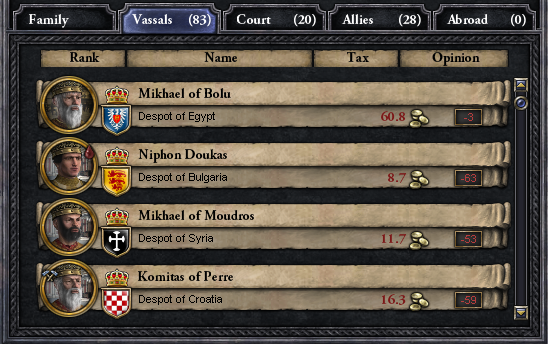 Family Vassals (83) Court (20) Allies (28) Abroad (0)
Rank Name Tax Opinion
Mikhael of Bolu
Despot of Egypt 60.8 -3
Niphon Doukas
Despot of Bulgaria 8.7 -63
Mikhael of Moudros
Despot of Syria 11.7 -53
Komitas of Perre
Despot of Croatia 16.3 -59